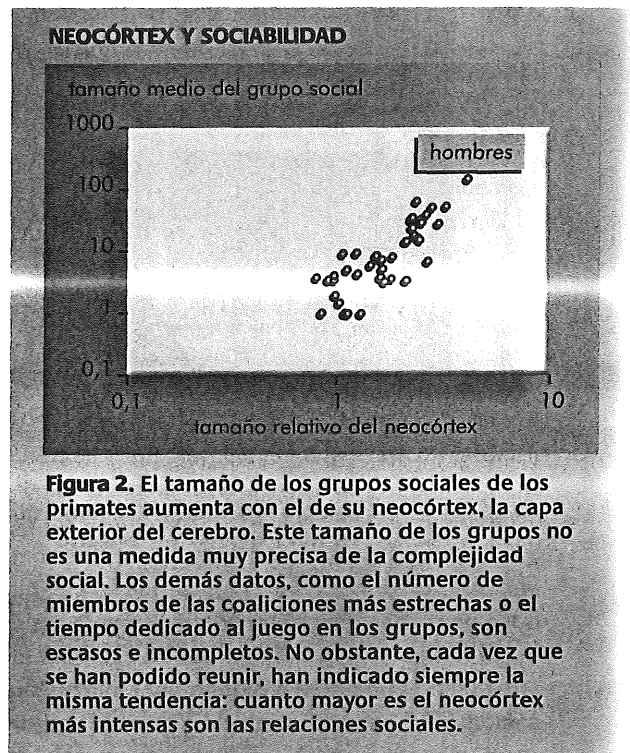 NEOCÓRTEX Y SOCIABILIDAD
tamaño medio del grupo social
1000
hombres
100
10
1
0,1
0,1 1 10
tamaño relativo del neocórtex
Figura 2. El tamaño de los grupos sociales de los
primates aumenta con el de su neocórtex, la capa
exterior del cerebro. Este tamaño de los grupos no
es una medida muy precisa de la complejidad
social. Los demás datos, como el número de
miembros de las coaliciones más estrechas o el
tiempo dedicado al juego en los grupos, son
escasos e incompletos. No obstante, cada vez que
se han podido reunir, han indicado siempre la
misma tendencia: cuanto mayor es el neocórtex
más intensas son las relaciones sociales.